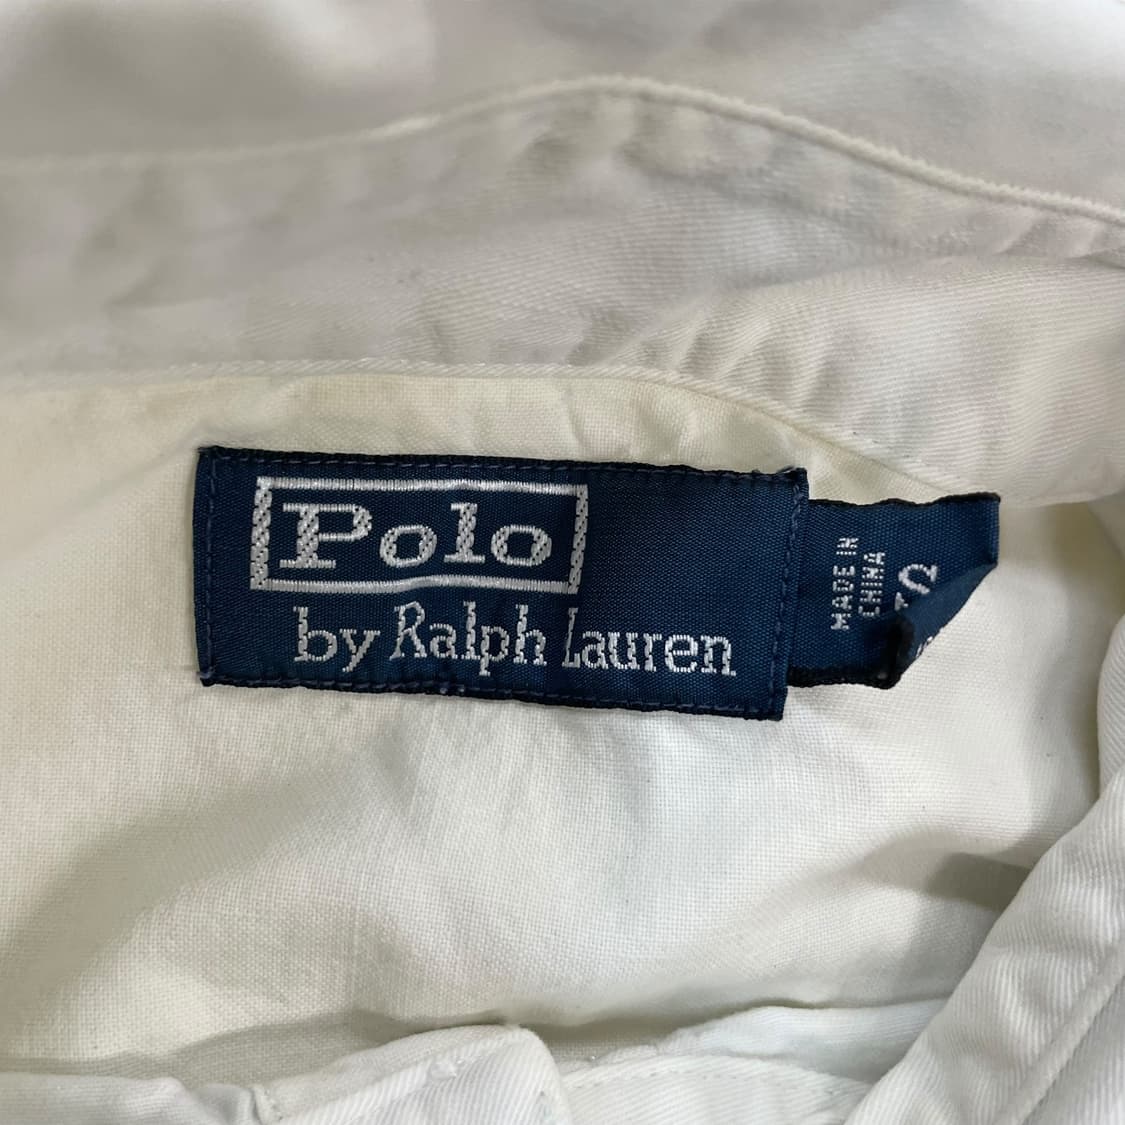 Polo
by Ralph Lauren
MADE IN
CHINA